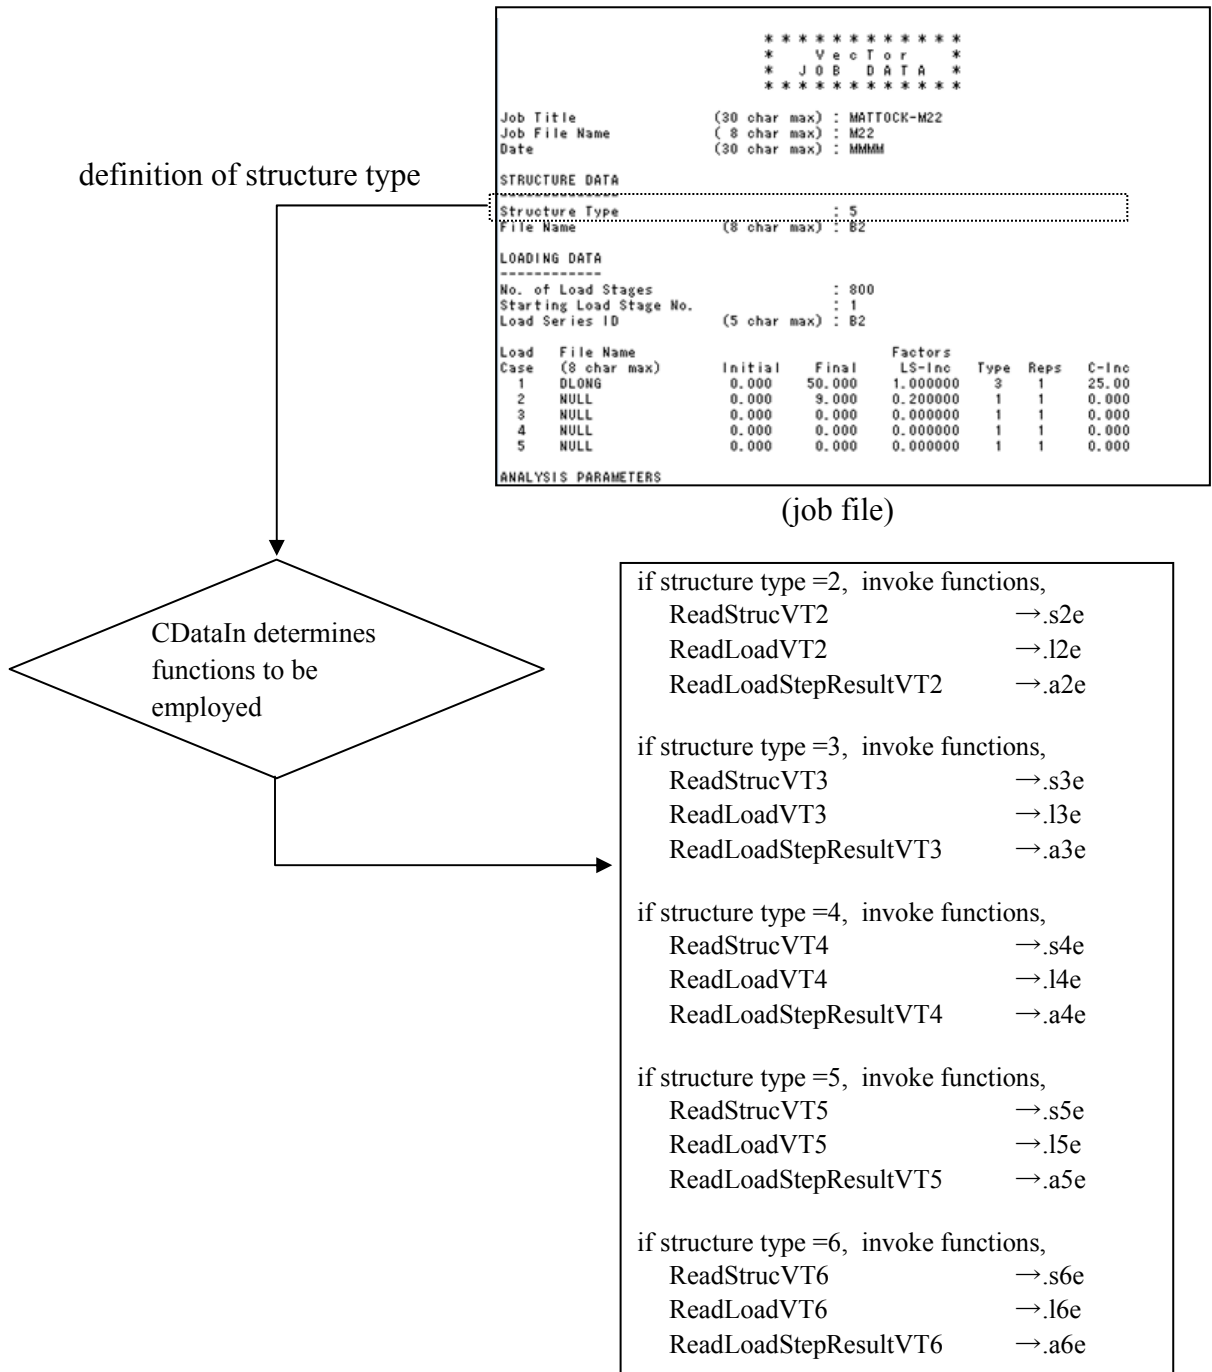 * * * * * * * * * * * *
* V e c T o r *
* J O B D A T A *
* * * * * * * * * * * *
Job Title (30 char max) : MATTOCK-M22
Job File Name ( 8 char max) : M22
Date (30 char max) : MMMM
definition of structure type
STRUCTURE DATA
--------------
Structure Type : 5
File Name (8 char max) : B2
LOADING DATA
------------
No. of Load Stages : 800
Starting Load Stage No. : 1
Load Series ID (5 char max) : B2
Load File Name Factors
Case (8 char max) Initial Final LS-Inc Type Reps C-Inc
1 DLONG 0.000 50.000 1.000000 3 1 25.00
2 NULL 0.000 9.000 0.200000 1 1 0.000
3 NULL 0.000 0.000 0.000000 1 1 0.000
4 NULL 0.000 0.000 0.000000 1 1 0.000
5 NULL 0.000 0.000 0.000000 1 1 0.000
ANALYSIS PARAMETERS
(job file)
CDataIn determines
functions to be
employed
if structure type =2, invoke functions,
ReadStrucVT2 →.s2e
ReadLoadVT2 →.l2e
ReadLoadStepResultVT2 →.a2e
if structure type =3, invoke functions,
ReadStrucVT3 →.s3e
ReadLoadVT3 →.l3e
ReadLoadStepResultVT3 →.a3e
if structure type =4, invoke functions,
ReadStrucVT4 →.s4e
ReadLoadVT4 →.l4e
ReadLoadStepResultVT4 →.a4e
if structure type =5, invoke functions,
ReadStrucVT5 →.s5e
ReadLoadVT5 →.l5e
ReadLoadStepResultVT5 →.a5e
if structure type =6, invoke functions,
ReadStrucVT6 →.s6e
ReadLoadVT6 →.l6e
ReadLoadStepResultVT6 →.a6e